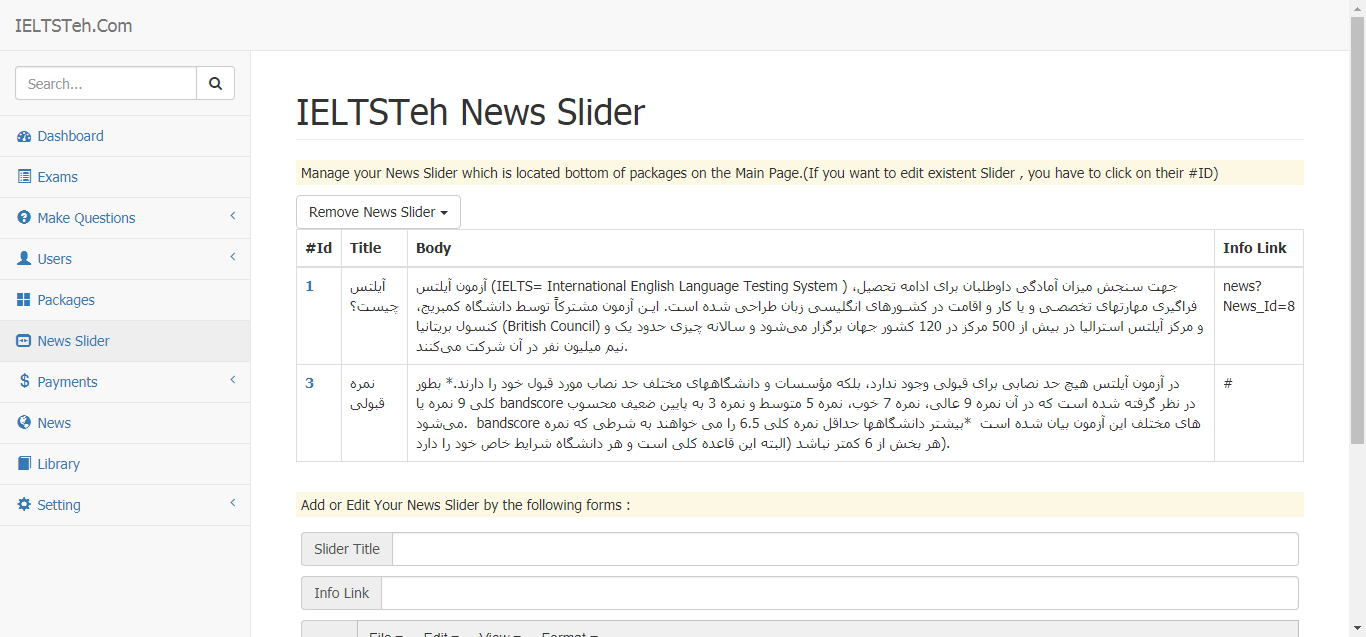 IELTSTeh.Com
Search...
Dashboard
Exams
Make Questions
Users
Packages
News Slider
Payments
News
Library
Setting
IELTSTeh News Slider
Manage your News Slider which is located bottom of packages on the Main Page.(If you want to edit existent Slider , you have to click on their #ID)
Remove News Slider
#Id Title Body Info Link
1
آیلتس
چیست؟
آزمون آیلتس (IELTS= International English Language Testing System ) جهت سنجش میزان آمادگی داوطلبان برای ادامه تحصیل،
فراگیری مهارتهای تخصصی و یا کار و اقامت در کشورهای انگلیسی زبان طراحی شده است. این آزمون مشترکاً توسط دانشگاه کمبریج،
کنسول بریتانیا (British Council) و مرکز آیلتس استرالیا در بیش از 500 مرکز در 120 کشور جهان برگزار می‌شود و سالانه چیزی حدود یک و
نیم میلیون نفر در آن شرکت می‌کنند.
news?
News_Id=8
3
نمره
قبولی
در آزمون آیلتس هیچ حد نصابی برای قبولی وجود ندارد، بلکه مؤسسات و دانشگاههای مختلف حد نصاب مورد قبول خود را دارند.* بطور
کلی 9 نمره یا bandscore در نظر گرفته شده است که در آن نمره 9 عالی، نمره 7 خوب، نمره 5 متوسط و نمره 3 به پایین ضعیف محسوب
می‌شود. bandscore های مختلف این آزمون بیان شده است *بیشتر دانشگاهها حداقل نمره کلی 6.5 را می خواهند به شرطی که نمره
هر بخش از 6 کمتر نباشد (البته این قاعده کلی است و هر دانشگاه شرایط خاص خود را دارد).
#
Add or Edit Your News Slider by the following forms :
Slider Title
Info Link
File Edit View Format